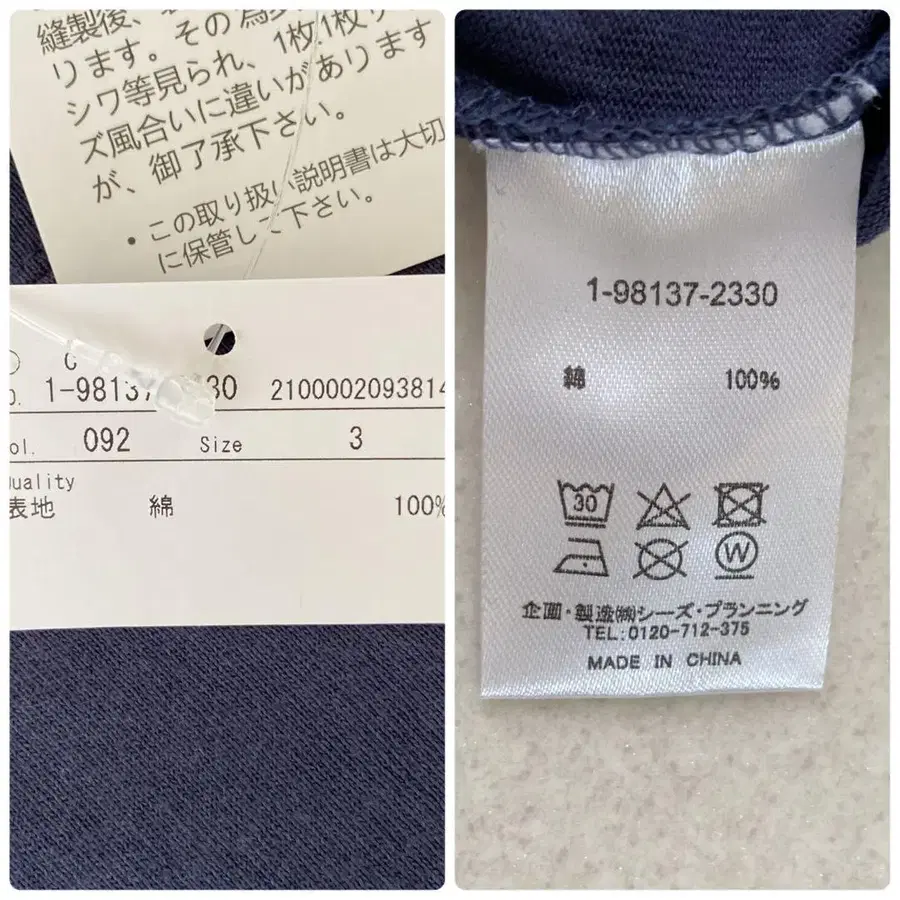 縫製後、
ります。その為
シワ等見られ、1枚1枚サ
ズ風合いに違いがあります
が、御了承下さい。
・この取り扱い説明書は大切
に保管して下さい。
1-98137 30 2100002093814
ol. 092 Size 3
uality
表地 綿 100%
1-98137-2330
綿 100%
30
W
企画・製造㈱シーズ・プランニング
TEL:0120-712-375
MADE IN CHINA